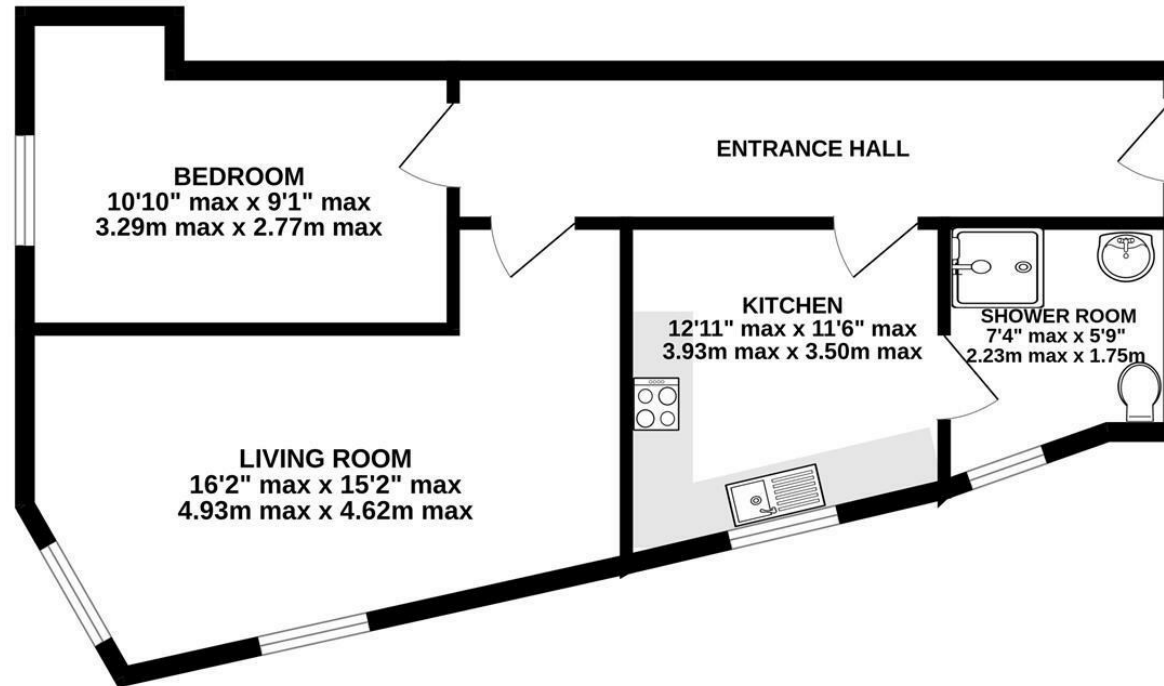 BEDROOM
10'10" max x 9'1" max
3.29m max x 2.77m max
ENTRANCE HALL
KITCHEN
12'11" max x 11'6" max
3.93m max x 3.50m max
SHOWER ROOM
7'4" max x 5'9"
2.23m max x 1.75m
LIVING ROOM
16'2" max x 15'2" max
4.93m max x 4.62m max